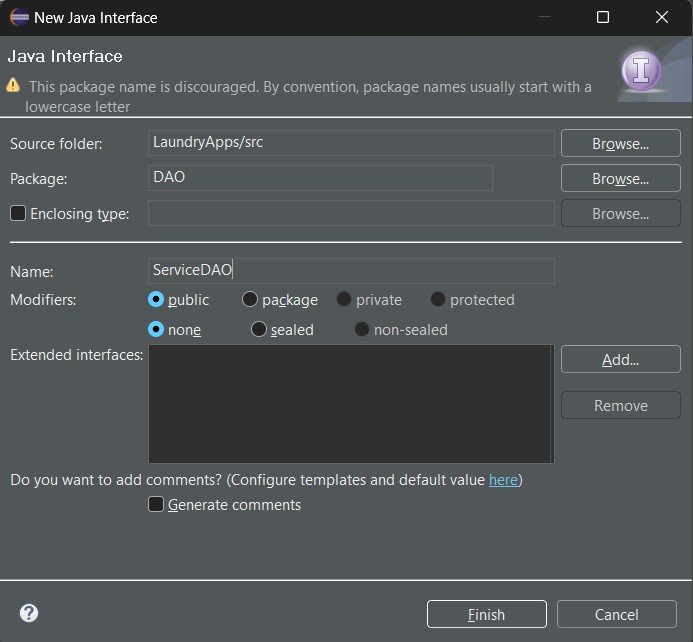 New Java Interface
Java Interface
This package name is discouraged. By convention, package names usually start with a
lowercase letter
Source folder: LaundryApps/src Browse...
Package: DAO Browse...
Enclosing type: Browse...
Name: ServiceDAO
Modifiers: public package private protected
none sealed non-sealed
Extended interfaces: Add...
Remove
Do you want to add comments? (Configure templates and default value here)
Generate comments
? Finish Cancel